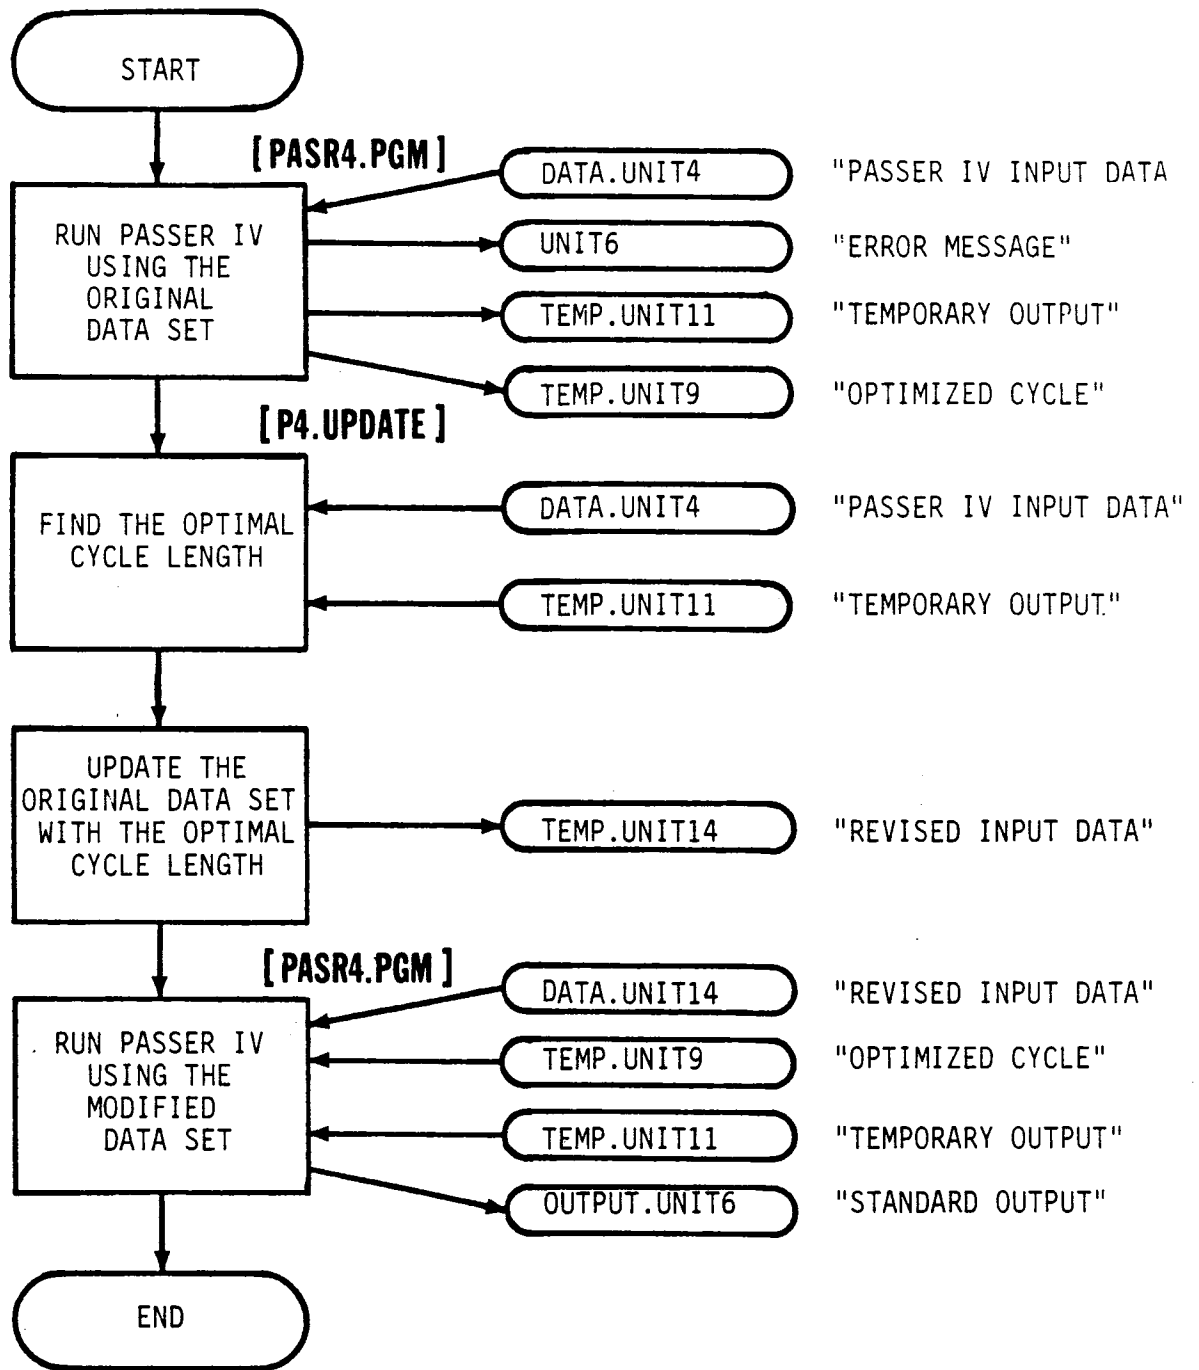 START
[PASR4.PGM]
DATA.UNIT4
"PASSER IV INPUT DATA
RUN PASSER IV
USING THE
ORIGINAL
DATA SET
UNIT6
"ERROR MESSAGE"
TEMP.UNIT11
"TEMPORARY OUTPUT"
TEMP.UNIT9
"OPTIMIZED CYCLE"
[P4.UPDATE]
FIND THE OPTIMAL
CYCLE LENGTH
DATA.UNIT4
"PASSER IV INPUT DATA"
TEMP.UNIT11
"TEMPORARY OUTPUT."
UPDATE THE
ORIGINAL DATA SET
WITH THE OPTIMAL
CYCLE LENGTH
TEMP.UNIT14
"REVISED INPUT DATA"
[PASR4.PGM]
RUN PASSER IV
USING THE
MODIFIED
DATA SET
DATA.UNIT14
"REVISED INPUT DATA"
TEMP.UNIT9
"OPTIMIZED CYCLE"
TEMP.UNIT11
"TEMPORARY OUTPUT"
OUTPUT.UNIT6
"STANDARD OUTPUT"
END